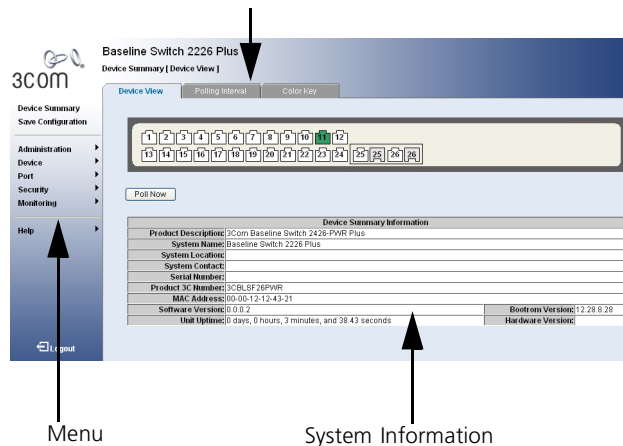 Baseline Switch 2226 Plus
3COM
Device Summary [ Device View ]
Device View Polling Interval Color Key
Device Summary
Save Configuration
Administration
Device
Port
Security
Monitoring
Help
Logout
1 2 3 4 5 6 7 8 9 10 11 12
13 14 15 16 17 18 19 20 21 22 23 24 25 25 26 26
Poll Now
Device Summary Information
Product Description: 3Com Baseline Switch 2426-PWR Plus
System Name: Baseline Switch 2226 Plus
System Location:
System Contact:
Serial Number:
Product 3C Number: 3CBLSF26PWR
MAC Address: 00-00-12-12-43-21
Software Version: 0.0.0.2 Bootrom Version: 12.28.8.28
Unit Uptime: 0 days, 0 hours, 3 minutes, and 38.43 seconds Hardware Version:
Menu
System Information